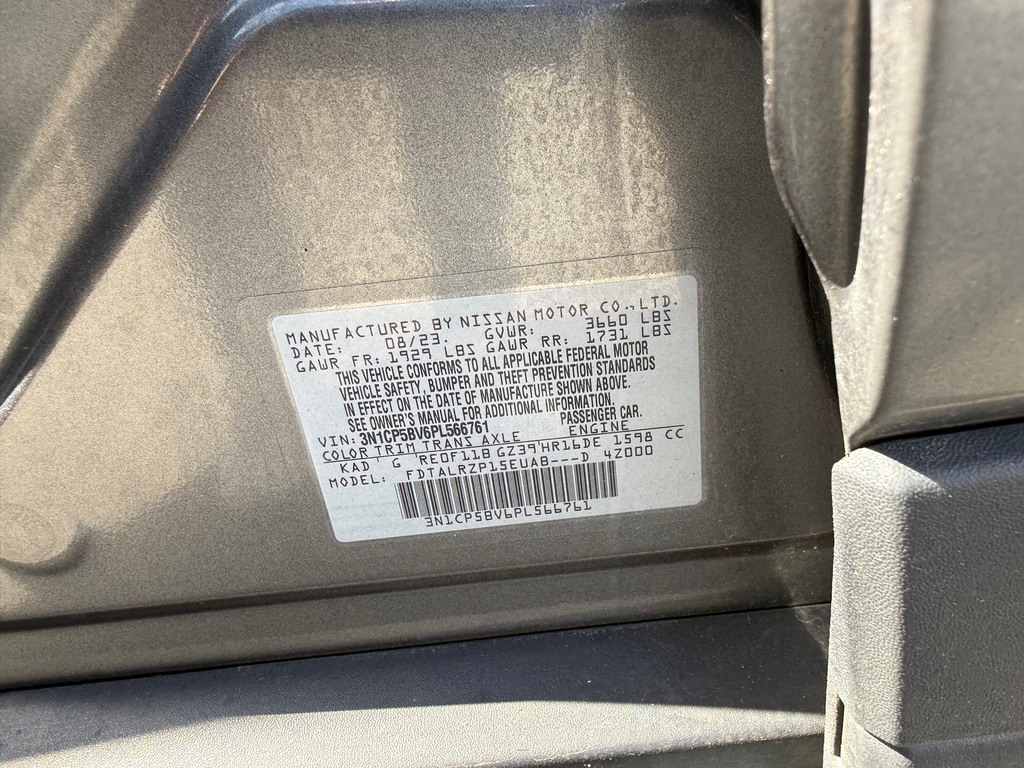 MANUFACTURED BY NISSAN MOTOR CO.,LTD.
DATE: 08/23. GVWR: 3660 LBS
GAWR FR: 1929 LBS GAWR RR: 1731 LBS
THIS VEHICLE CONFORMS TO ALL APPLICABLE FEDERAL MOTOR
VEHICLE SAFETY, BUMPER AND THEFT PREVENTION STANDARDS
IN EFFECT ON THE DATE OF MANUFACTURE SHOWN ABOVE.
SEE OWNER'S MANUAL FOR ADDITIONAL INFORMATION.
VIN: 3N1CP5BV6PL566761 PASSENGER CAR.
COLOR TRIM TRANS AXLE ENGINE
KAD G RE0F11B GZ39 HR16DE 1598 CC
MODEL: FDTALRZP15EUAB---D 4Z000
3N1CP5BV6PL566761